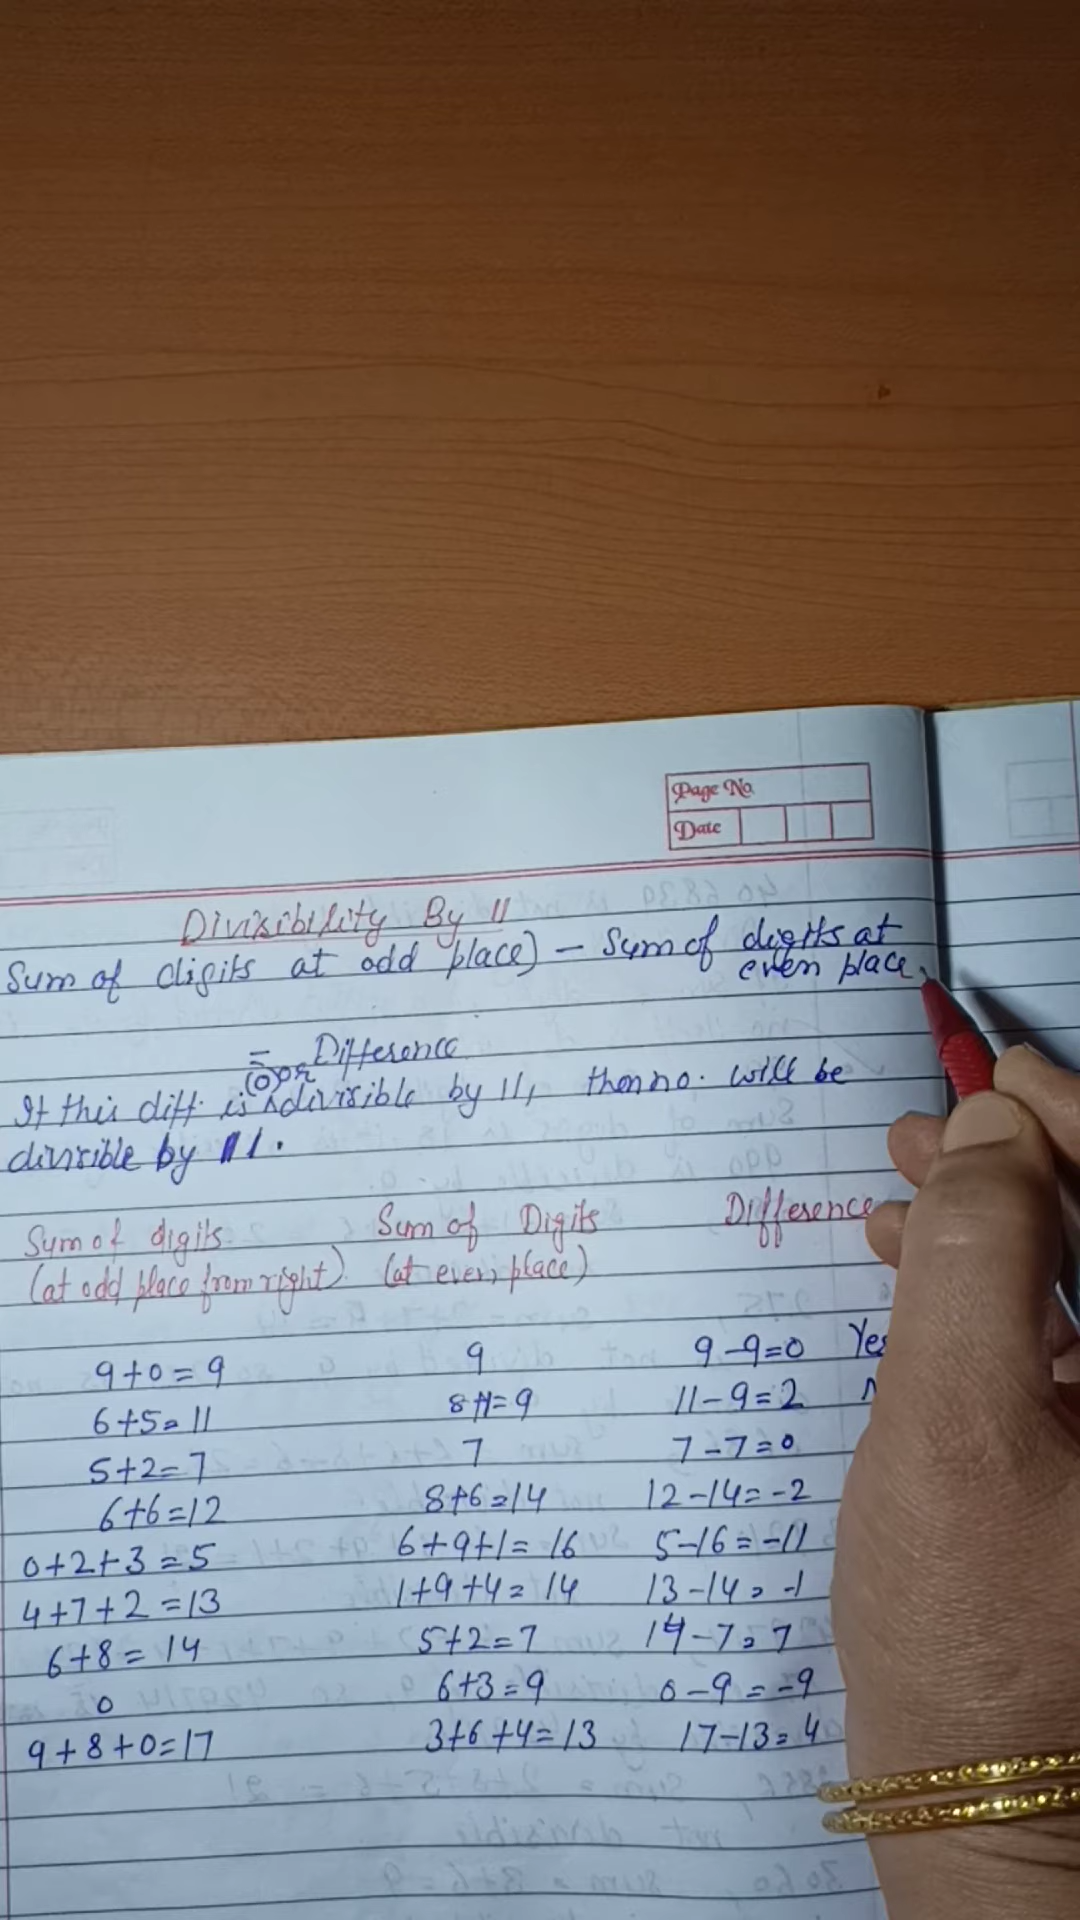 Page No.
Date
Divisibility By 11
Sum of digits at odd place) - Sum of digits at
even place
= Difference
(0) or
If this diff. is ^ divisible by 11, then no. will be
divisible by 11.
Sum of digits Sum of Digits Difference
(at odd place from right) (at even place)
9+0=9 9 9-9=0 Yes
6+5=11 8+1=9 11-9=2
5+2=7 7 7-7=0
6+6=12 8+6=14 12-14=-2
0+2+3=5 6+9+1=16 5-16=-11
4+7+2=13 1+9+4=14 13-14=-1
6+8=14 5+2=7 14-7=7
0 6+3=9 0-9=-9
9+8+0=17 3+6+4=13 17-13=4